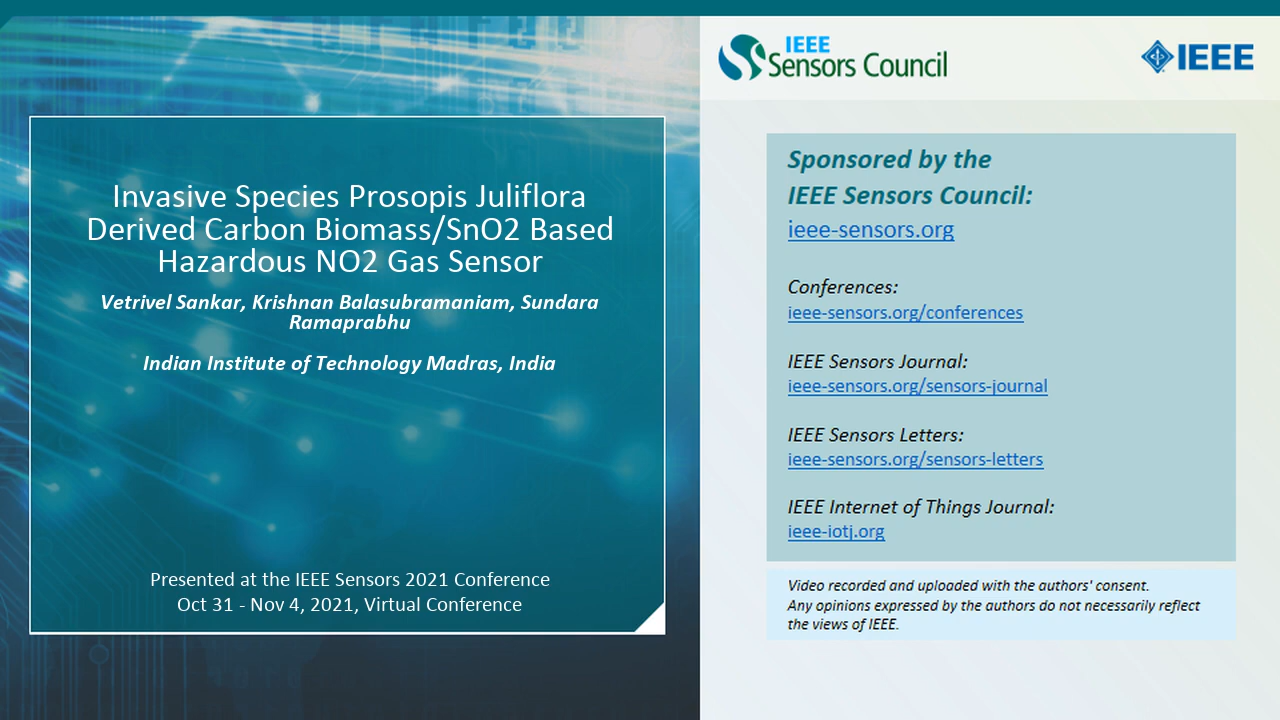 Invasive Species Prosopis Juliflora
Derived Carbon Biomass/SnO2 Based
Hazardous NO2 Gas Sensor
Vetrivel Sankar, Krishnan Balasubramaniam, Sundara
Ramaprabhu
Indian Institute of Technology Madras, India
Presented at the IEEE Sensors 2021 Conference
Oct 31 - Nov 4, 2021, Virtual Conference
IEEE
Sensors Council
IEEE
Sponsored by the
IEEE Sensors Council:
ieee-sensors.org
Conferences:
ieee-sensors.org/conferences
IEEE Sensors Journal:
ieee-sensors.org/sensors-journal
IEEE Sensors Letters:
ieee-sensors.org/sensors-letters
IEEE Internet of Things Journal:
ieee-iotj.org
Video recorded and uploaded with the authors' consent.
Any opinions expressed by the authors do not necessarily reflect
the views of IEEE.